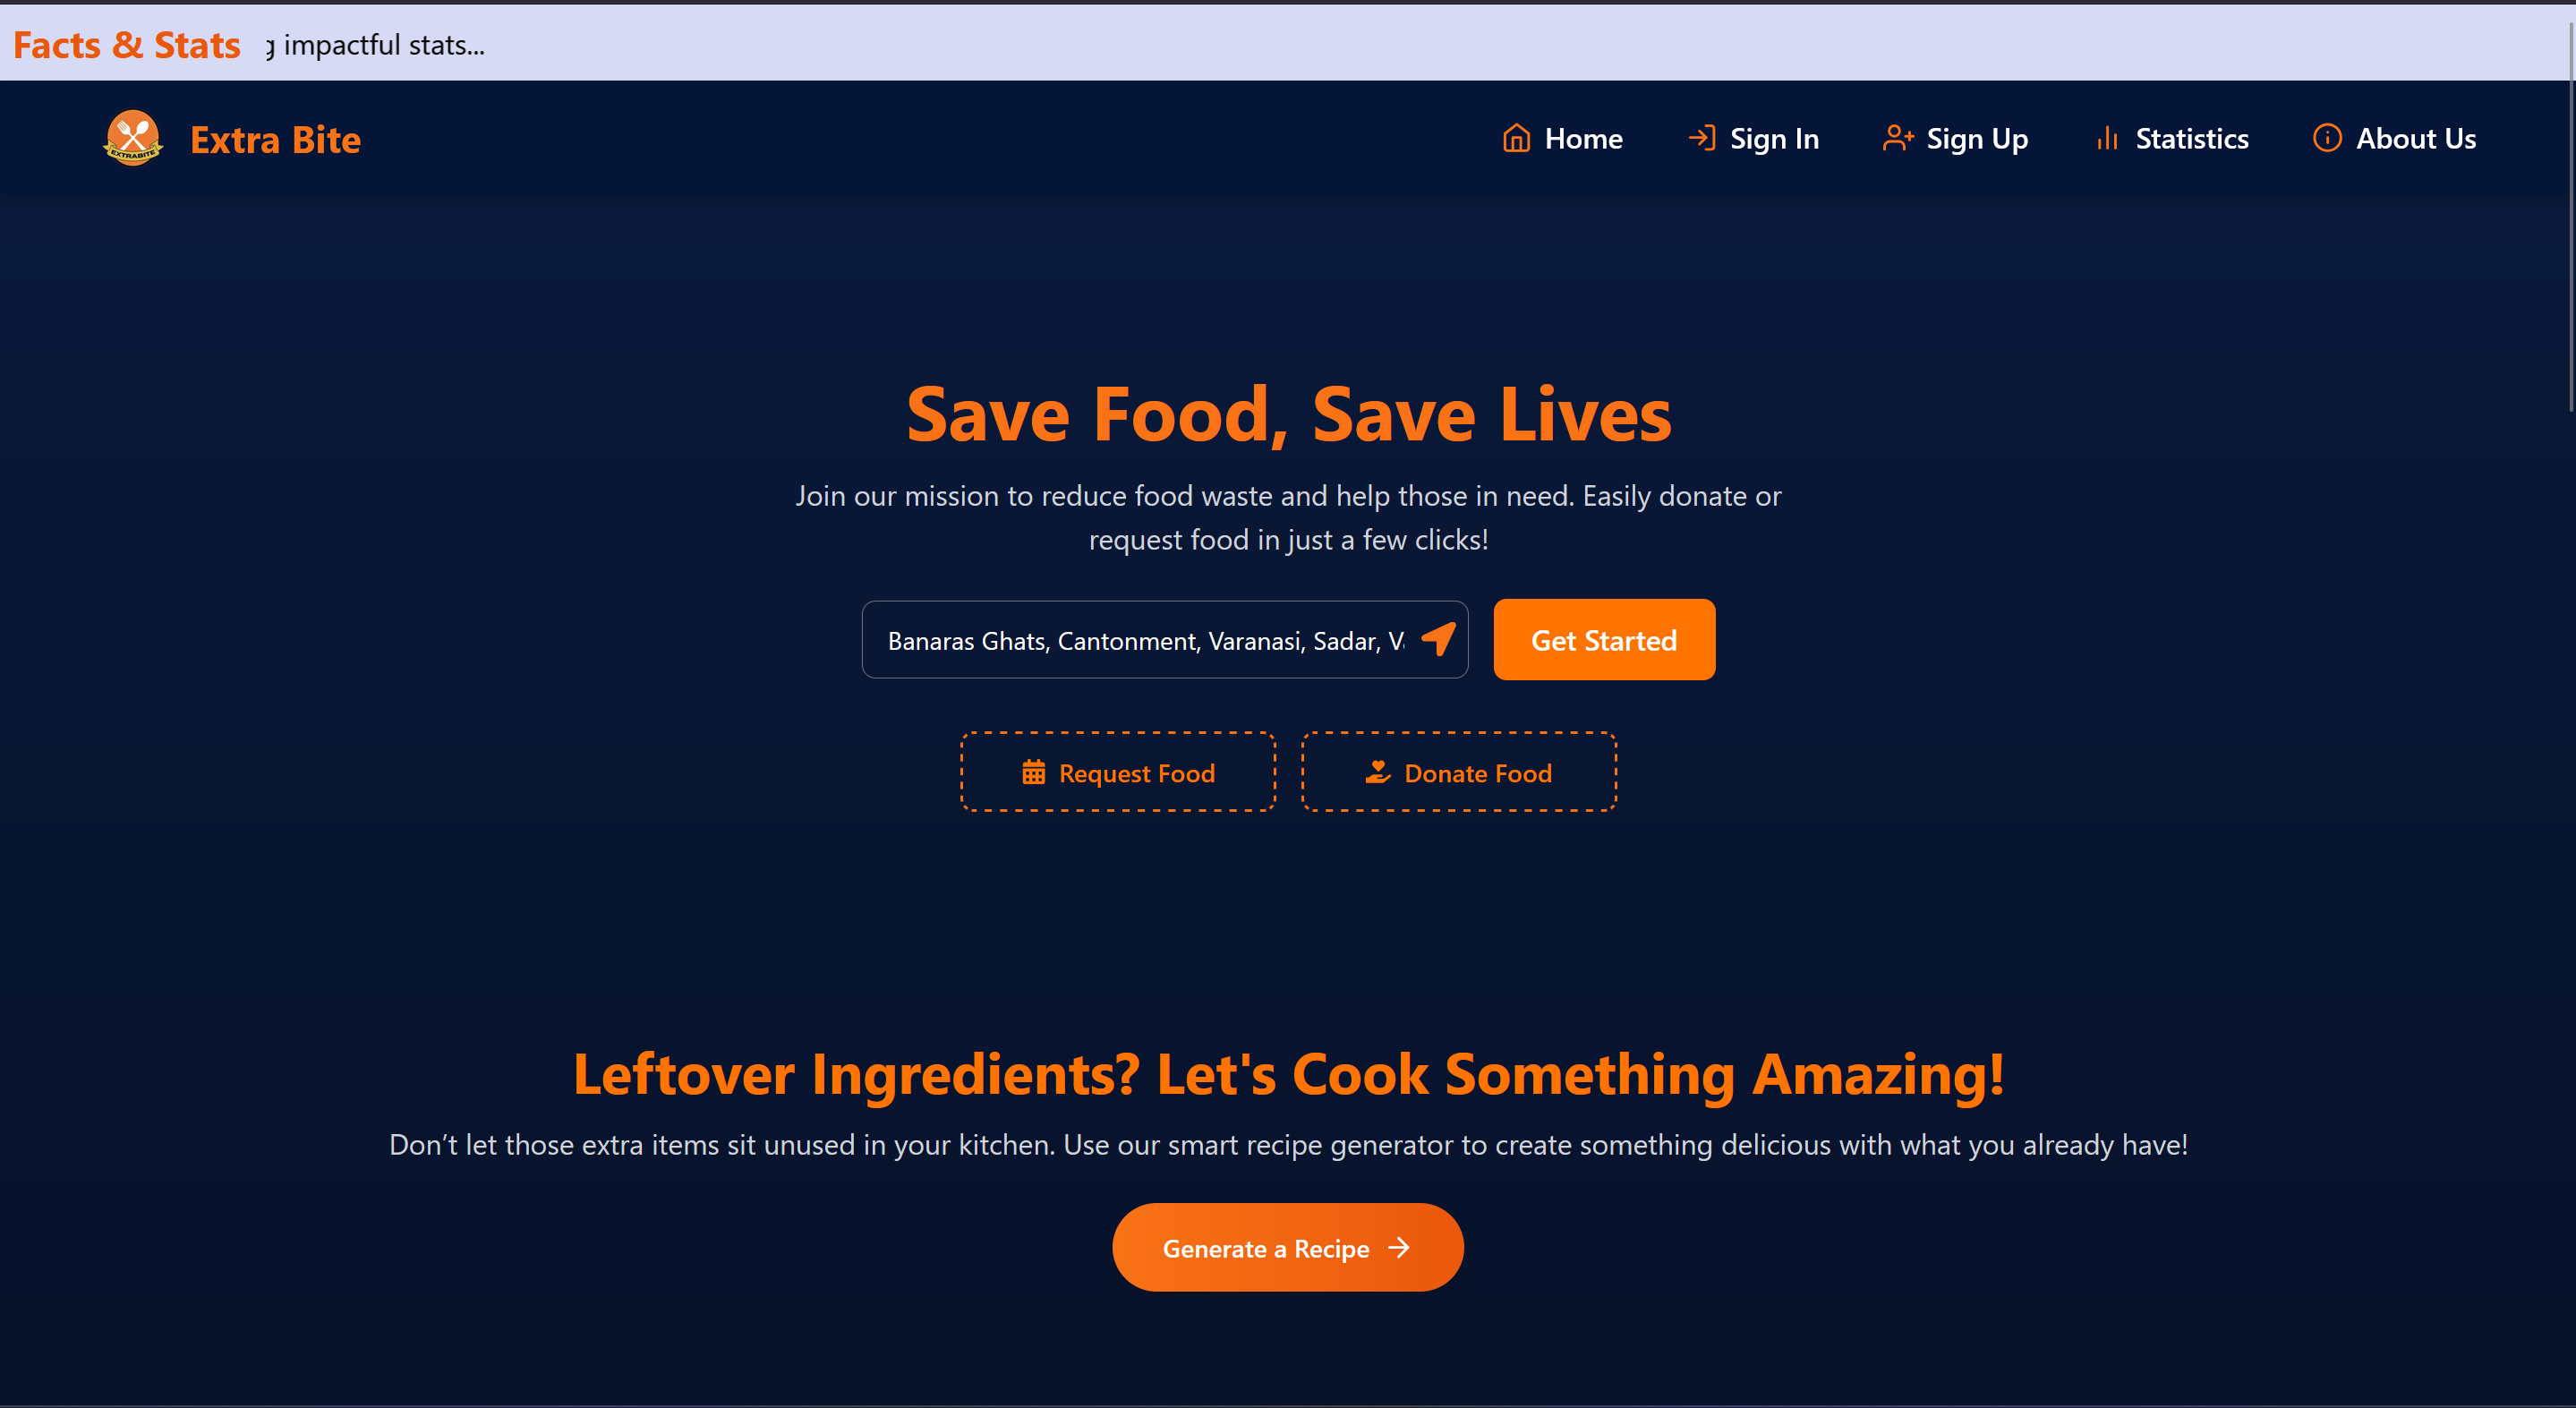 Facts & Stats
impactful stats...
EXTRABITE
Extra Bite
Home
Sign In
Sign Up
Statistics
About Us
Save Food, Save Lives
Join our mission to reduce food waste and help those in need. Easily donate or
request food in just a few clicks!
Banaras Ghats, Cantonment, Varanasi, Sadar,
Get Started
Request Food
Donate Food
Leftover Ingredients? Let's Cook Something Amazing!
Don’t let those extra items sit unused in your kitchen. Use our smart recipe generator to create something delicious with what you already have!
Generate a Recipe